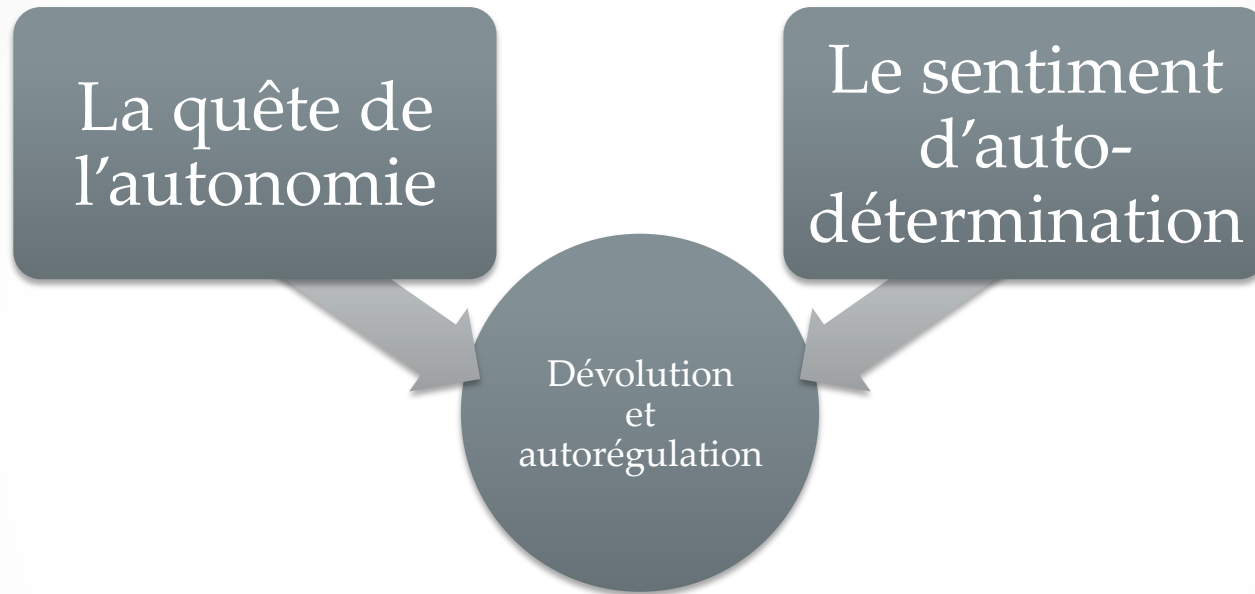 La quête de
l’autonomie
Le sentiment
d’auto-
détermination
Dévolution
et
autorégulation